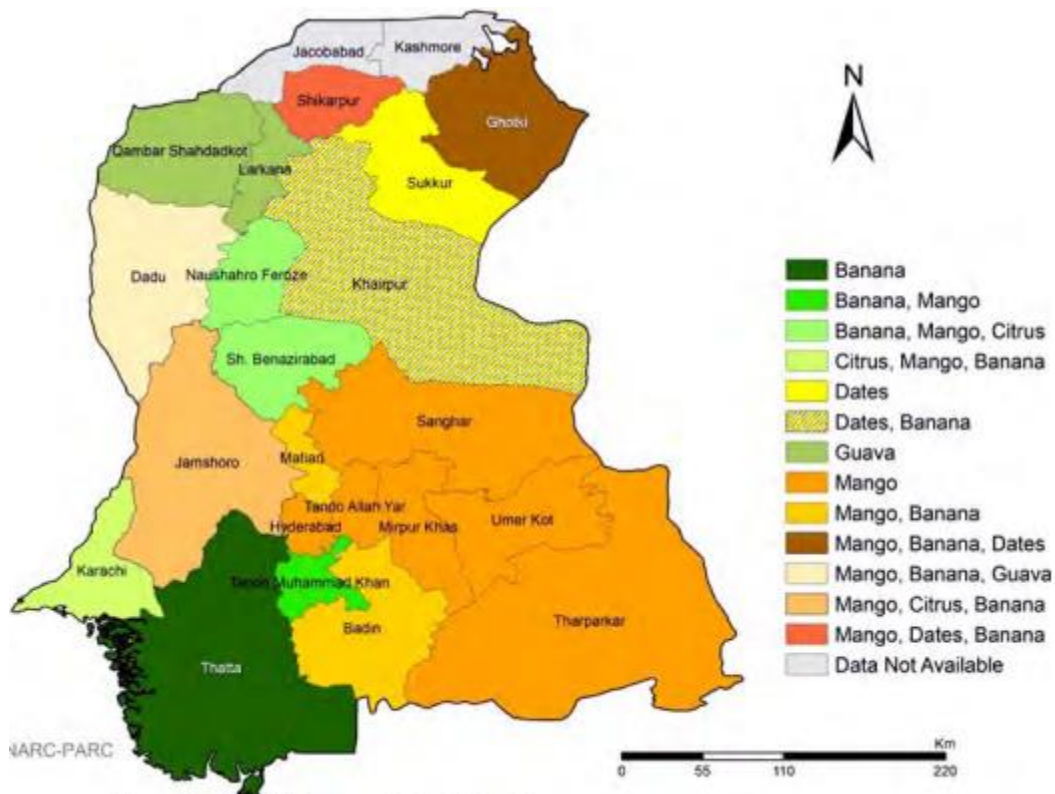 Jacobabad
Kashmore
Shikarpur
Ghotki
Qambar Shahdadkot
Larkana
Sukkur
Dadu
Naushahro Feroze
Khairpur
Sh. Benazirabad
Sanghar
Jamshoro
Matiari
Tando Allah Yar
Hyderabad
Mirpur Khas
Umer Kot
Karachi
Tando Muhammad Khan
Badin
Tharparkar
Thatta
N
Banana
Banana, Mango
Banana, Mango, Citrus
Citrus, Mango, Banana
Dates
Dates, Banana
Guava
Mango
Mango, Banana
Mango, Banana, Dates
Mango, Banana, Guava
Mango, Citrus, Banana
Mango, Dates, Banana
Data Not Available
NARC-PARC
Km
0 55 110 220